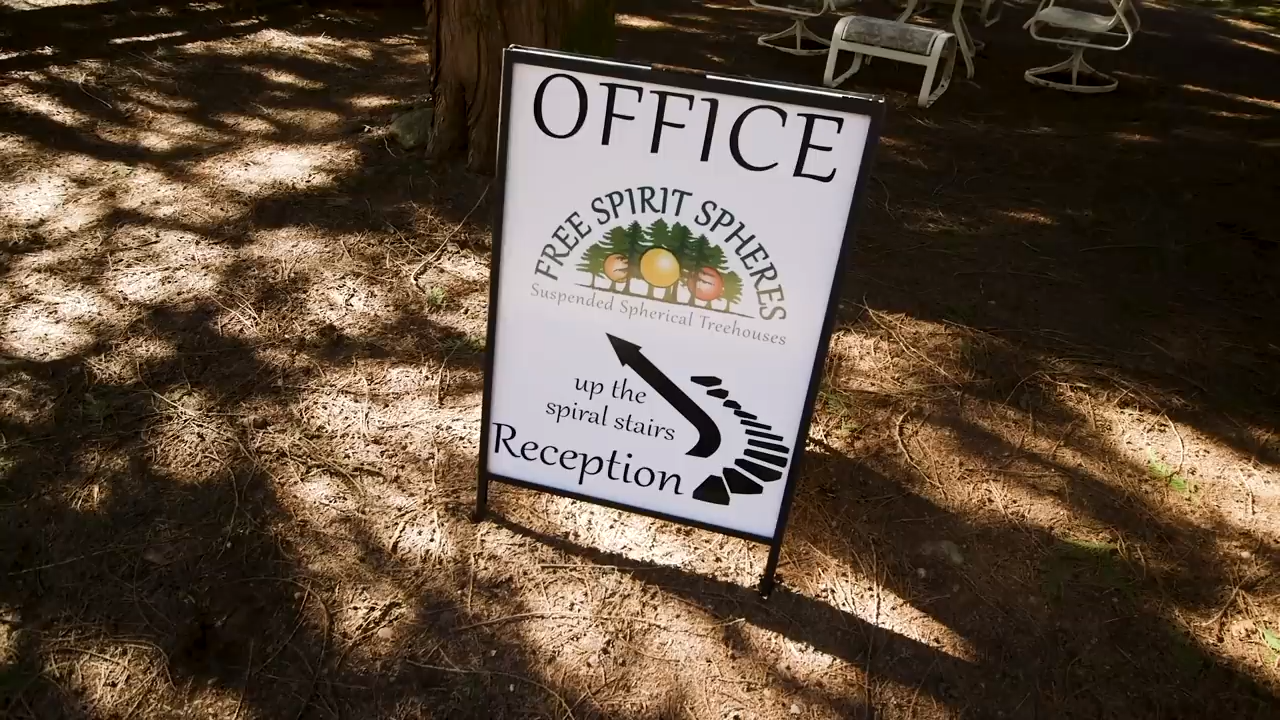 OFFICE
FREE SPIRIT SPHERES
Suspended Spherical Treehouses
up the
spiral stairs
Reception